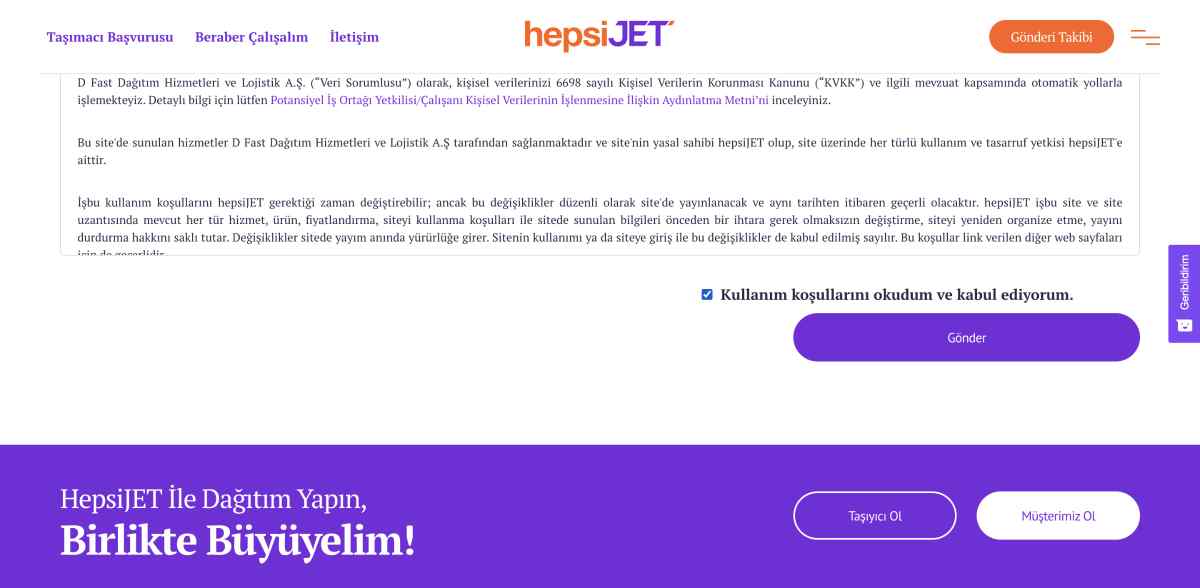 Taşımacı Başvurusu Beraber Çalışalım İletişim
hepsiJET
Gönderi Takibi
D Fast Dağıtım Hizmetleri ve Lojistik A.Ş. (“Veri Sorumlusu”) olarak, kişisel verilerinizi 6698 sayılı Kişisel Verilerin Korunması Kanunu (“KVKK”) ve ilgili mevzuat kapsamında otomatik yollarla
işlemekteyiz. Detaylı bilgi için lütfen Potansiyel İş Ortağı Yetkilisi/Çalışanı Kişisel Verilerinin İşlenmesine İlişkin Aydınlatma Metni’ni inceleyiniz.
Bu site'de sunulan hizmetler D Fast Dağıtım Hizmetleri ve Lojistik A.Ş tarafından sağlanmaktadır ve site'nin yasal sahibi hepsiJET olup, site üzerinde her türlü kullanım ve tasarruf yetkisi hepsiJET'e
aittir.
İşbu kullanım koşullarını hepsiJET gerektiği zaman değiştirebilir; ancak bu değişiklikler düzenli olarak site'de yayınlanacak ve aynı tarihten itibaren geçerli olacaktır. hepsiJET işbu site ve site
uzantısında mevcut her tür hizmet, ürün, fiyatlandırma, siteyi kullanma koşulları ile sitede sunulan bilgileri önceden bir ihtara gerek olmaksızın değiştirme, siteyi yeniden organize etme, yayını
durdurma hakkını saklı tutar. Değişiklikler sitede yayım anında yürürlüğe girer. Sitenin kullanımı ya da siteye giriş ile bu değişiklikler de kabul edilmiş sayılır. Bu koşullar link verilen diğer web sayfaları
için de geçerlidir.
Geribildirim
Kullanım koşullarını okudum ve kabul ediyorum.
Gönder
HepsiJET İle Dağıtım Yapın,
Birlikte Büyüyelim!
Taşıyıcı Ol
Müşterimiz Ol